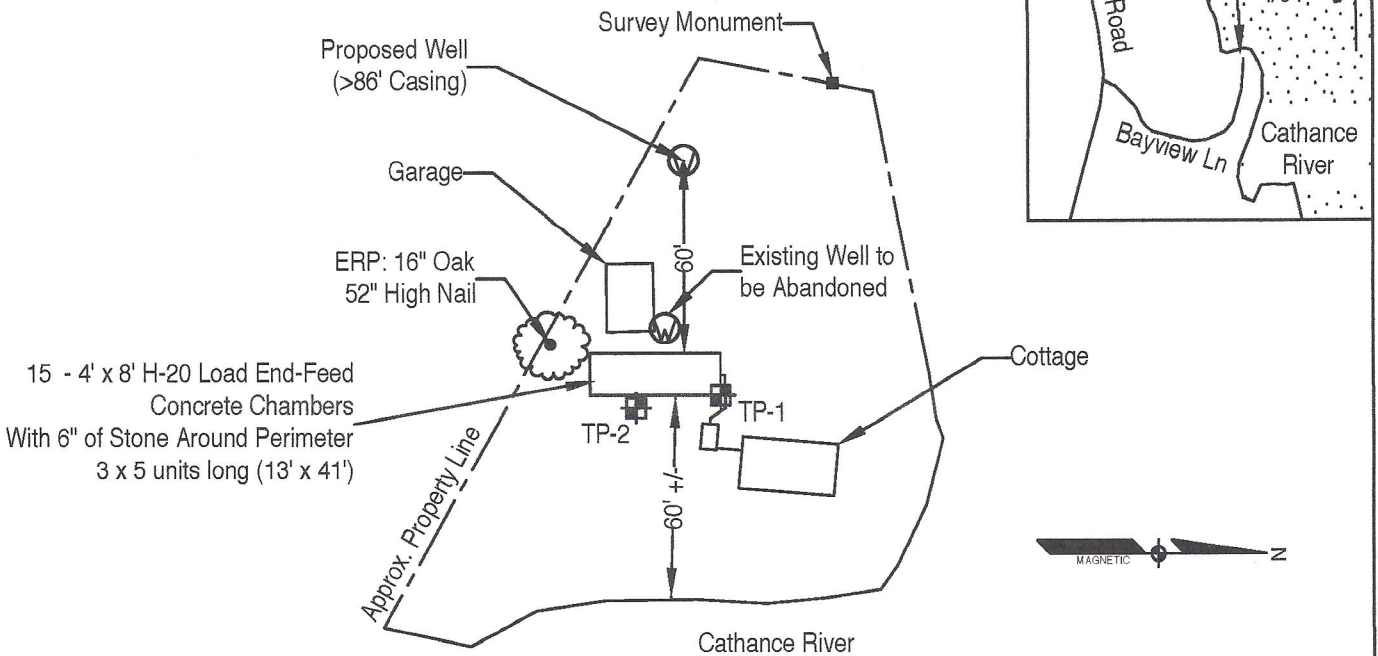 Survey Monument
Proposed Well
(>86' Casing)
Garage
ERP: 16" Oak
52" High Nail
60'
Existing Well to
be Abandoned
15 - 4' x 8' H-20 Load End-Feed
Concrete Chambers
With 6" of Stone Around Perimeter
3 x 5 units long (13' x 41')
TP-1
TP-2
Cottage
Approx. Property Line
60' +/-
Cathance River
Road
Bayview Ln
Cathance
River
MAGNETIC
N
W
W